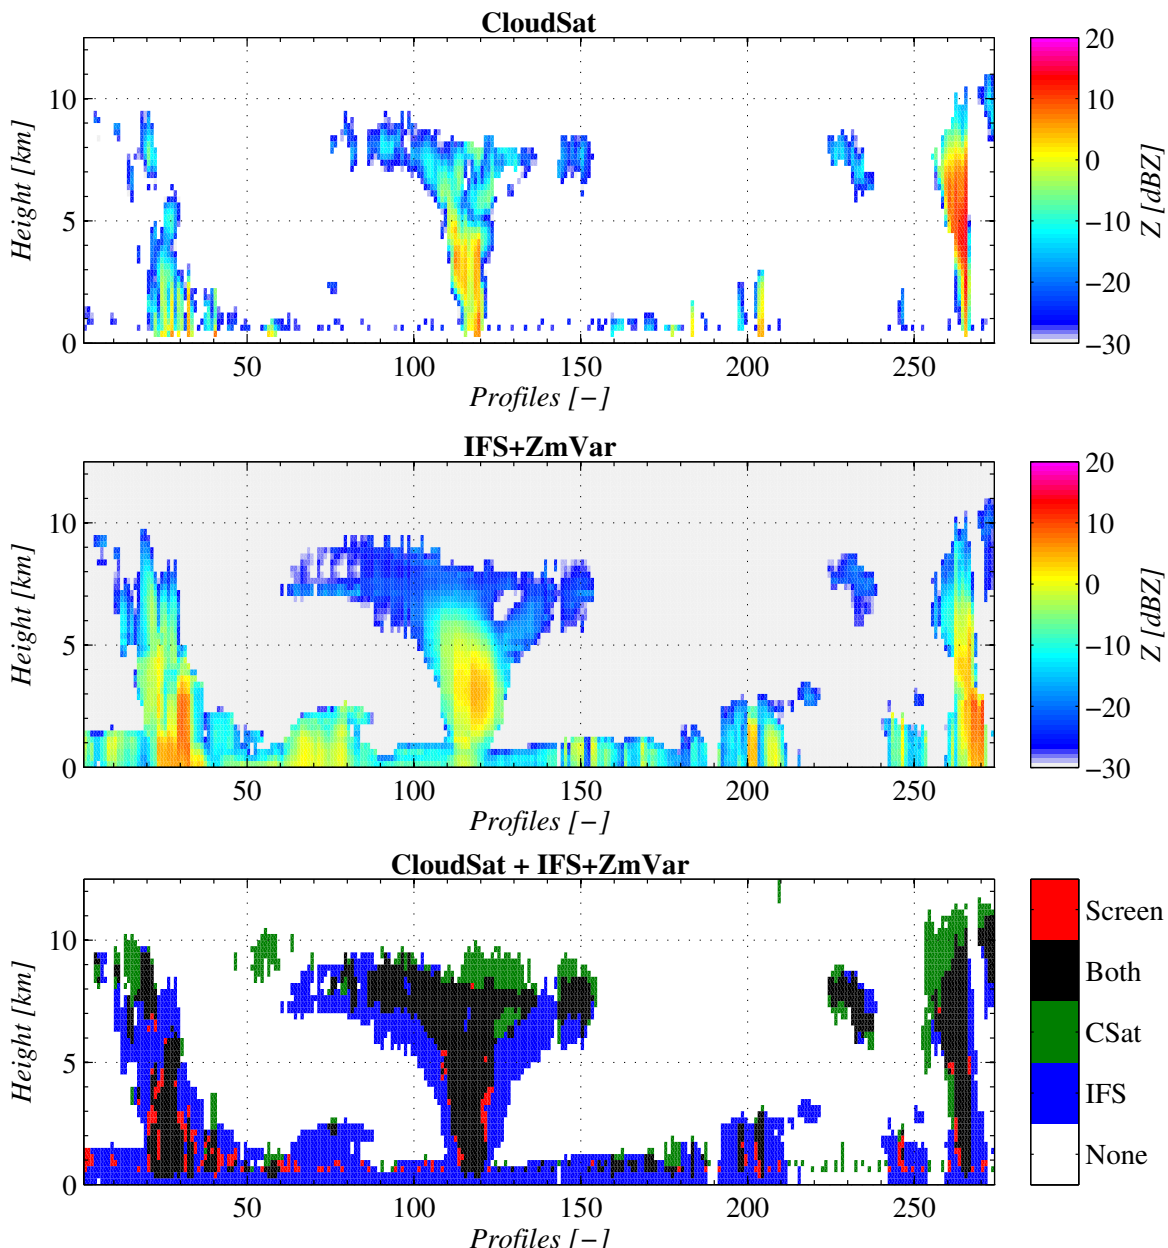 CloudSat
Height [km]
10
5
0
50
100
150
200
250
Profiles [−]
20
10
0
−10
−20
−30
Z [dBZ]
IFS+ZmVar
Height [km]
10
5
0
50
100
150
200
250
Profiles [−]
20
10
0
−10
−20
−30
Z [dBZ]
CloudSat + IFS+ZmVar
Height [km]
10
5
0
50
100
150
200
250
Profiles [−]
Screen
Both
CSat
IFS
None